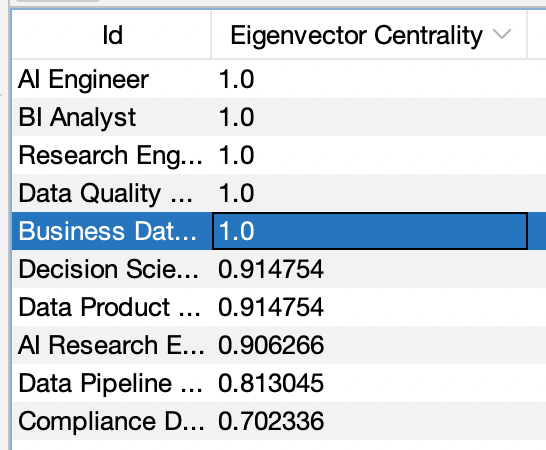 Id Eigenvector Centrality
AI Engineer 1.0
BI Analyst 1.0
Research Eng... 1.0
Data Quality ... 1.0
Business Dat... 1.0
Decision Scie... 0.914754
Data Product ... 0.914754
AI Research E... 0.906266
Data Pipeline ... 0.813045
Compliance D... 0.702336